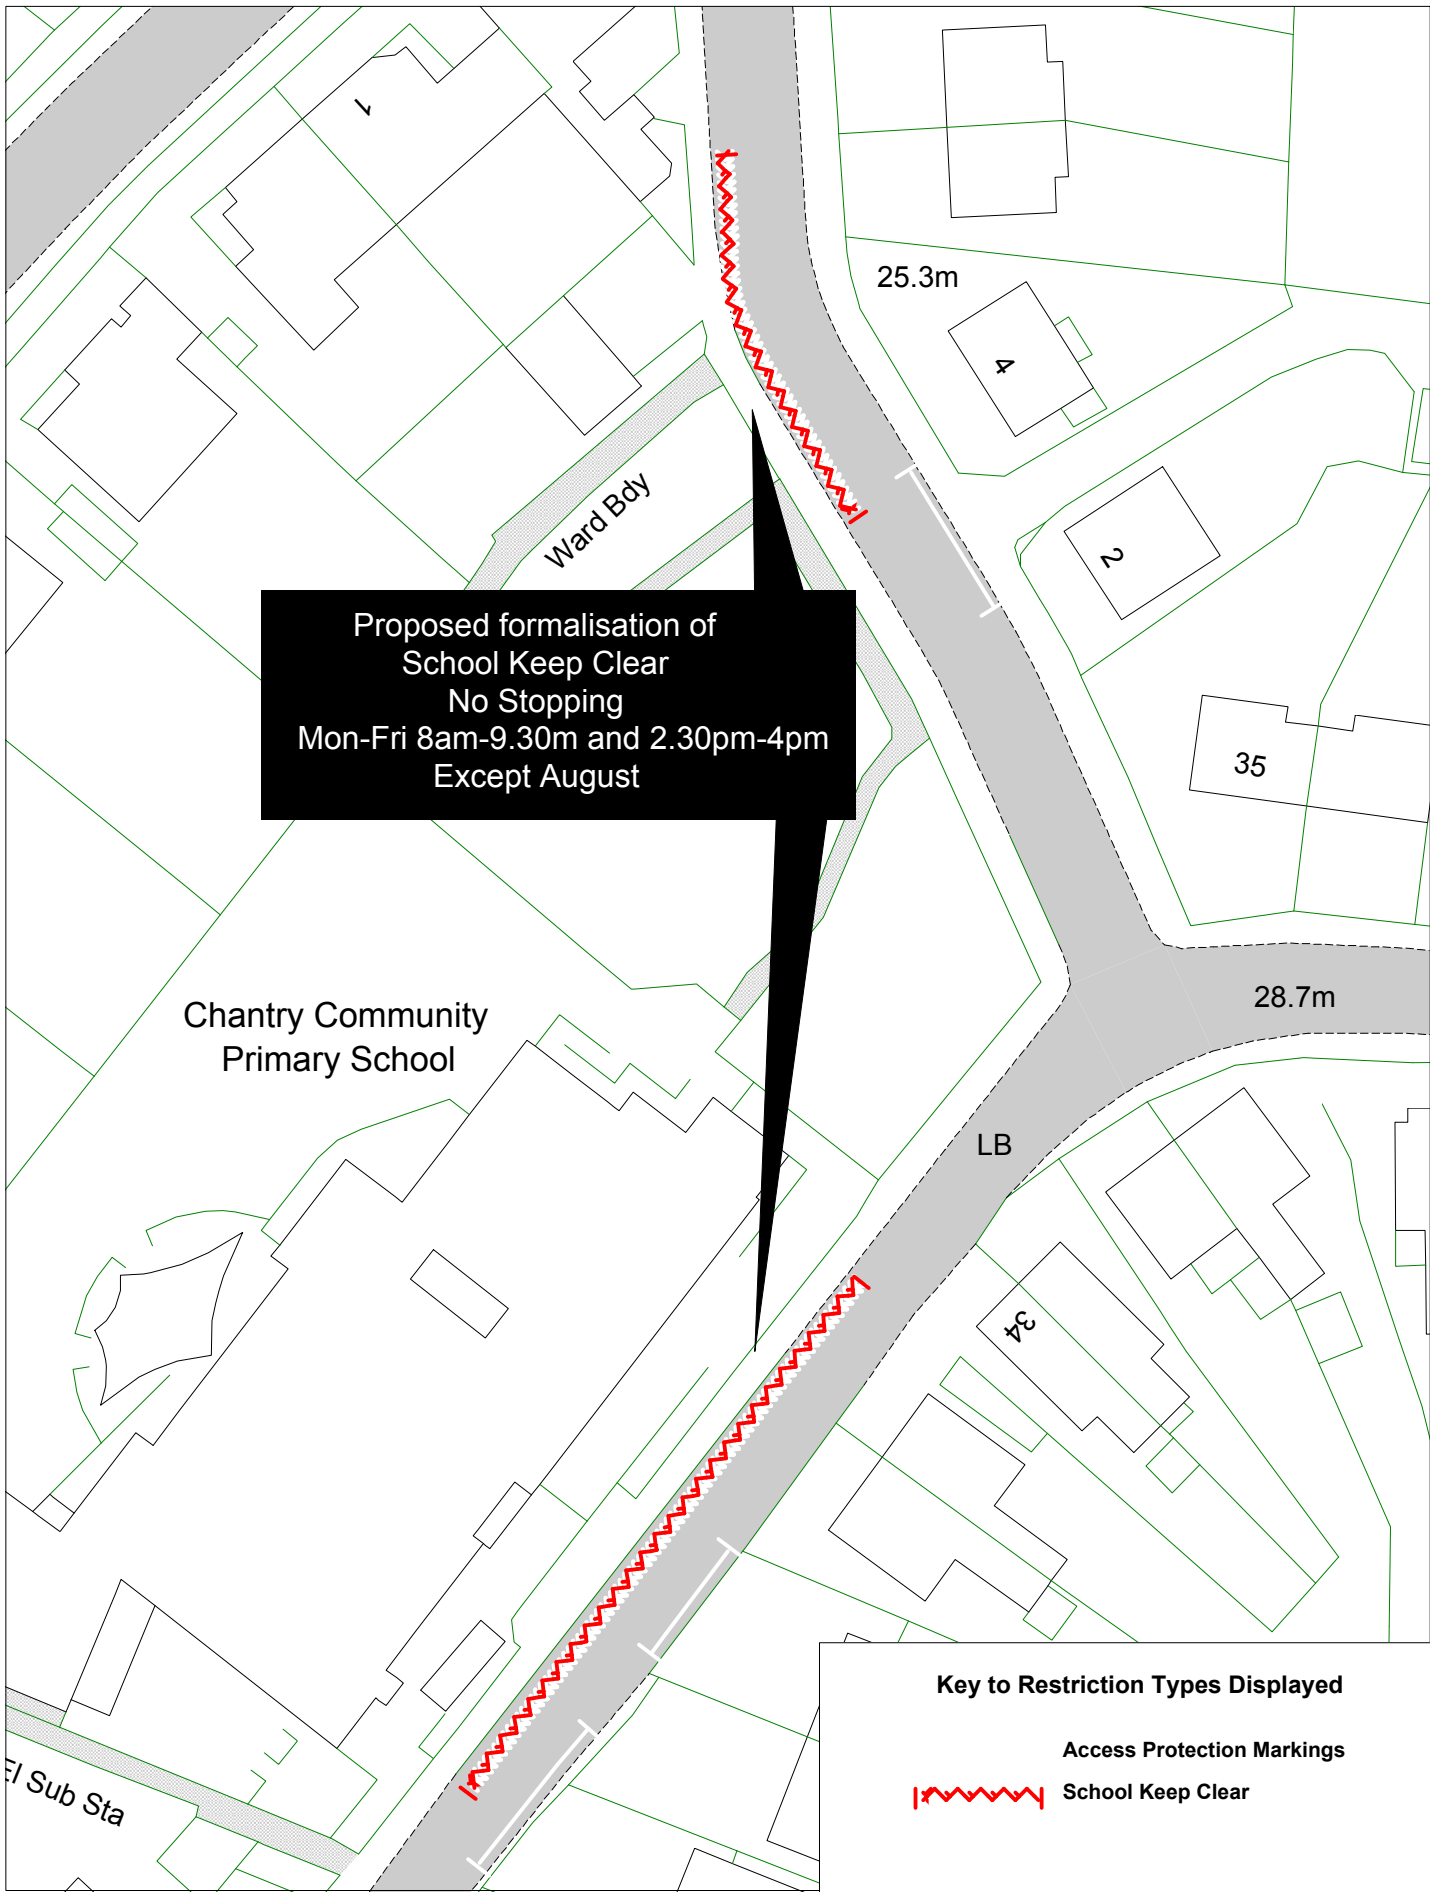 1
25.3m
4
Ward Bdy
2
Proposed formalisation of
School Keep Clear
No Stopping
Mon-Fri 8am-9.30m and 2.30pm-4pm
Except August
35
28.7m
Chantry Community
Primary School
LB
34
Key to Restriction Types Displayed
Access Protection Markings
School Keep Clear
El Sub Sta